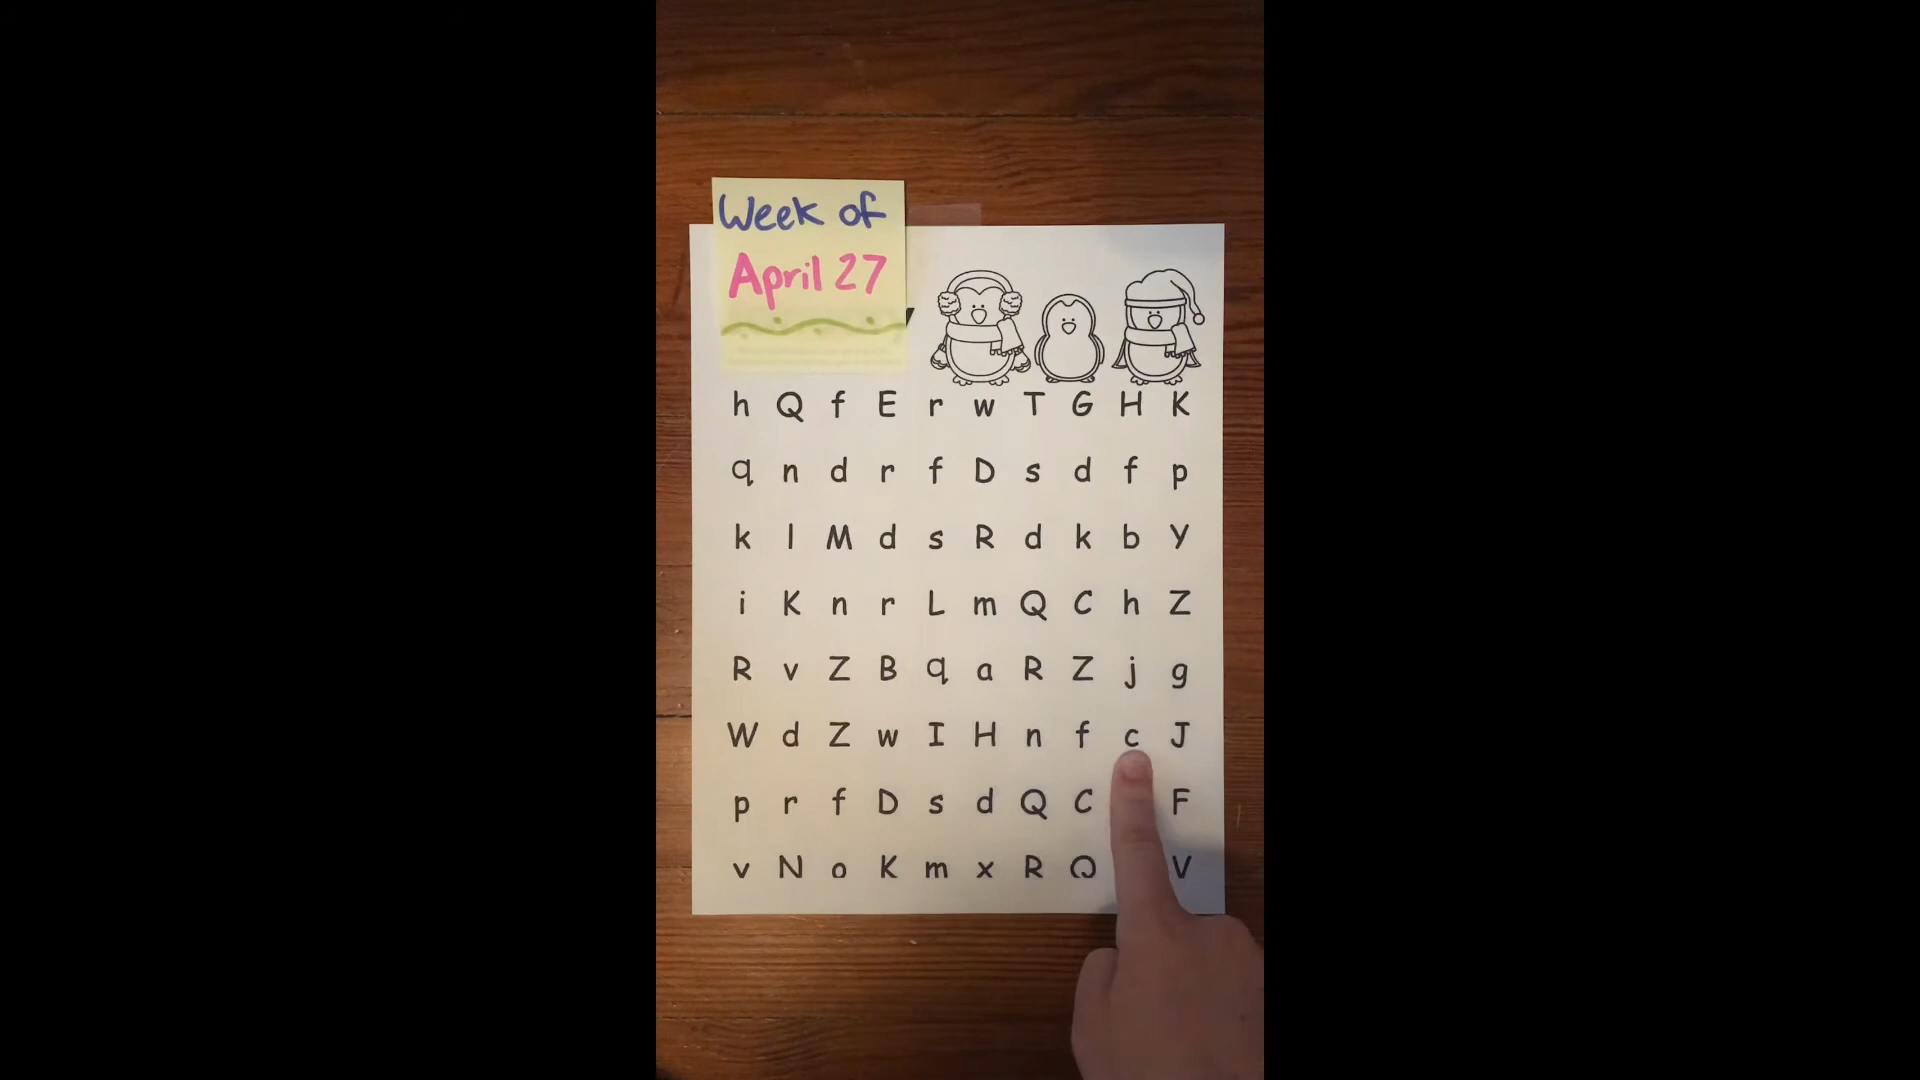 Week of
April 27
h Q f E r w T G H K
q n d r f D s d f p
k l M d s R d k b Y
i K n r L m Q C h Z
R v Z B q a R Z j g
W d Z w I H n f c J
p r f D s d Q C F
v N o K m x R V